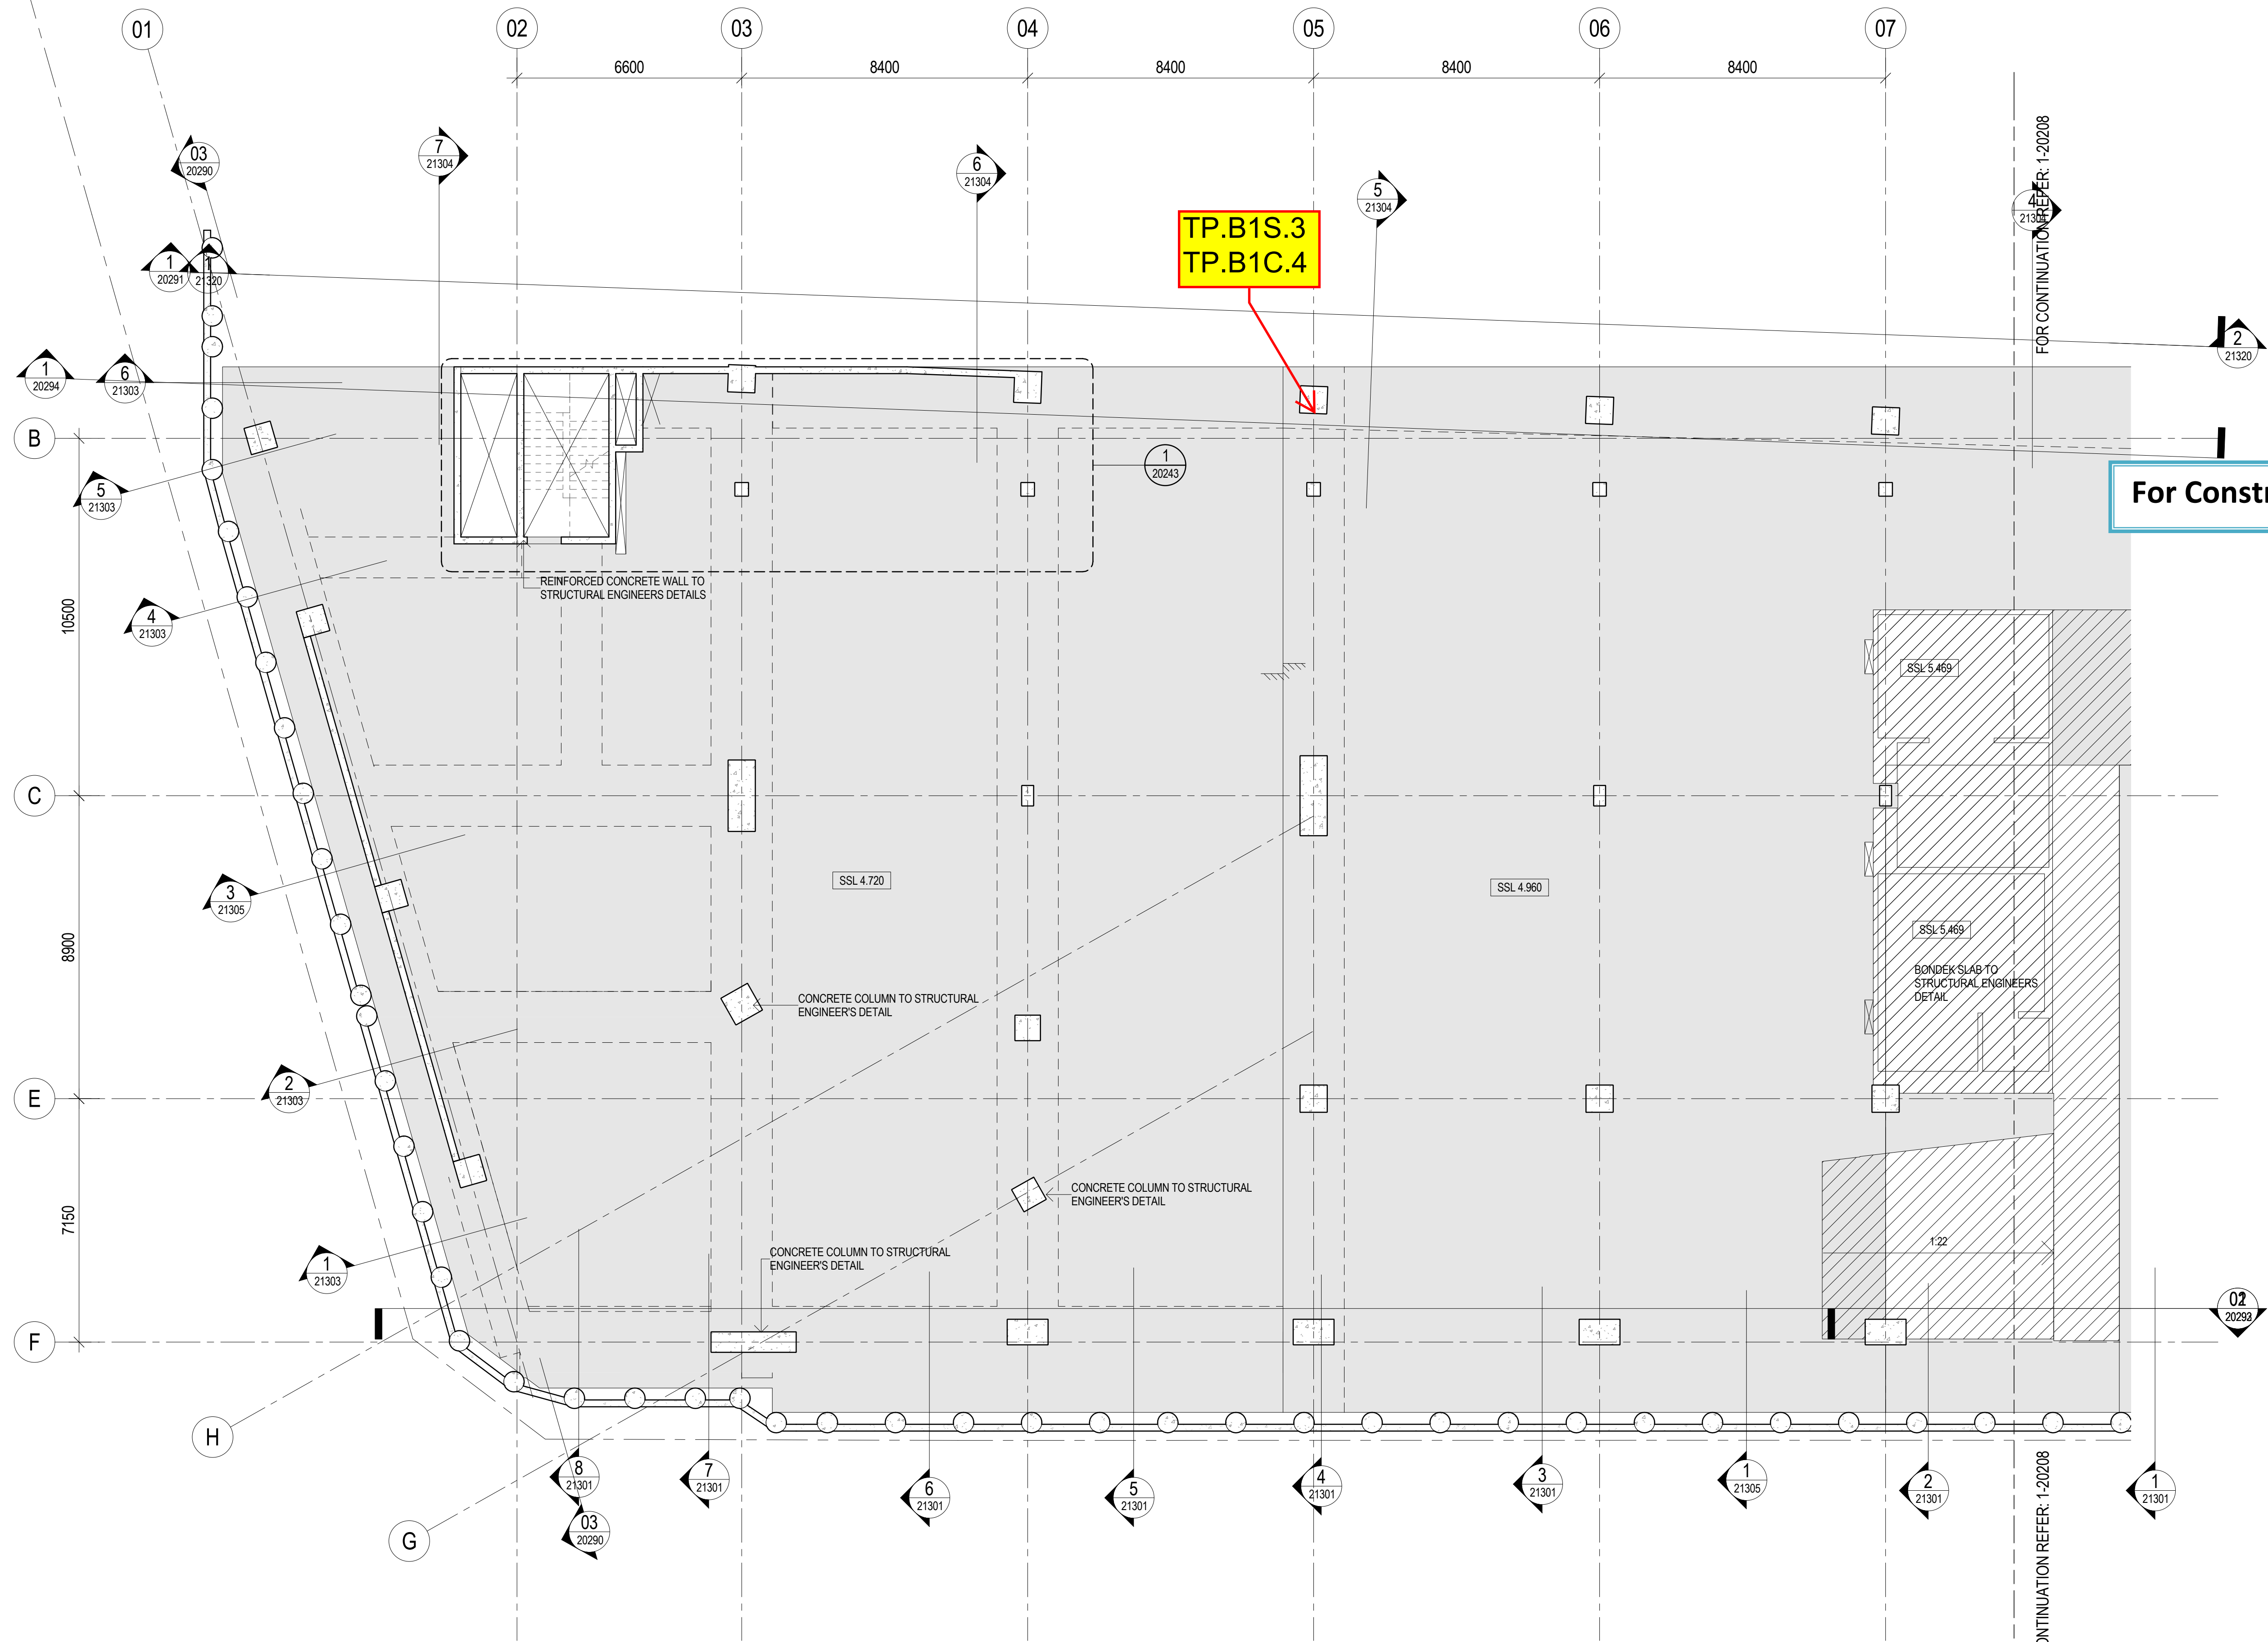 01
02
03
04
05
06
07
6600
8400
8400
8400
8400
03
20290
7
21304
6
21304
5
21304
4
21304
FOR CONTINUATION REFER: 1-20208
TP.B1S.3
TP.B1C.4
1
20291
1
21320
2
21320
1
20294
6
21303
B
1
20243
For Constr
5
21303
REINFORCED CONCRETE WALL TO
STRUCTURAL ENGINEERS DETAILS
10500
4
21303
SSL 5.469
C
3
21305
SSL 4.720
SSL 4.960
8900
SSL 5.469
BONDEK SLAB TO
STRUCTURAL ENGINEERS
DETAIL
CONCRETE COLUMN TO STRUCTURAL
ENGINEER'S DETAIL
2
21303
E
CONCRETE COLUMN TO STRUCTURAL
ENGINEER'S DETAIL
7150
1
21303
CONCRETE COLUMN TO STRUCTURAL
ENGINEER'S DETAIL
1:22
F
H
G
8
21301
7
21301
6
21301
5
21301
4
21301
3
21301
1
21305
2
21301
1
21301
03
20290
ONTINUATION REFER: 1-20208